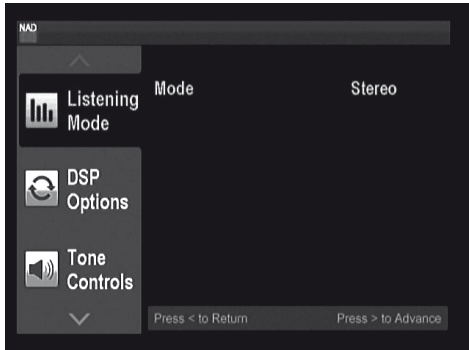 NAD
Listening
Mode
Mode Stereo
DSP
Options
Tone
Controls
Press < to Return Press > to Advance